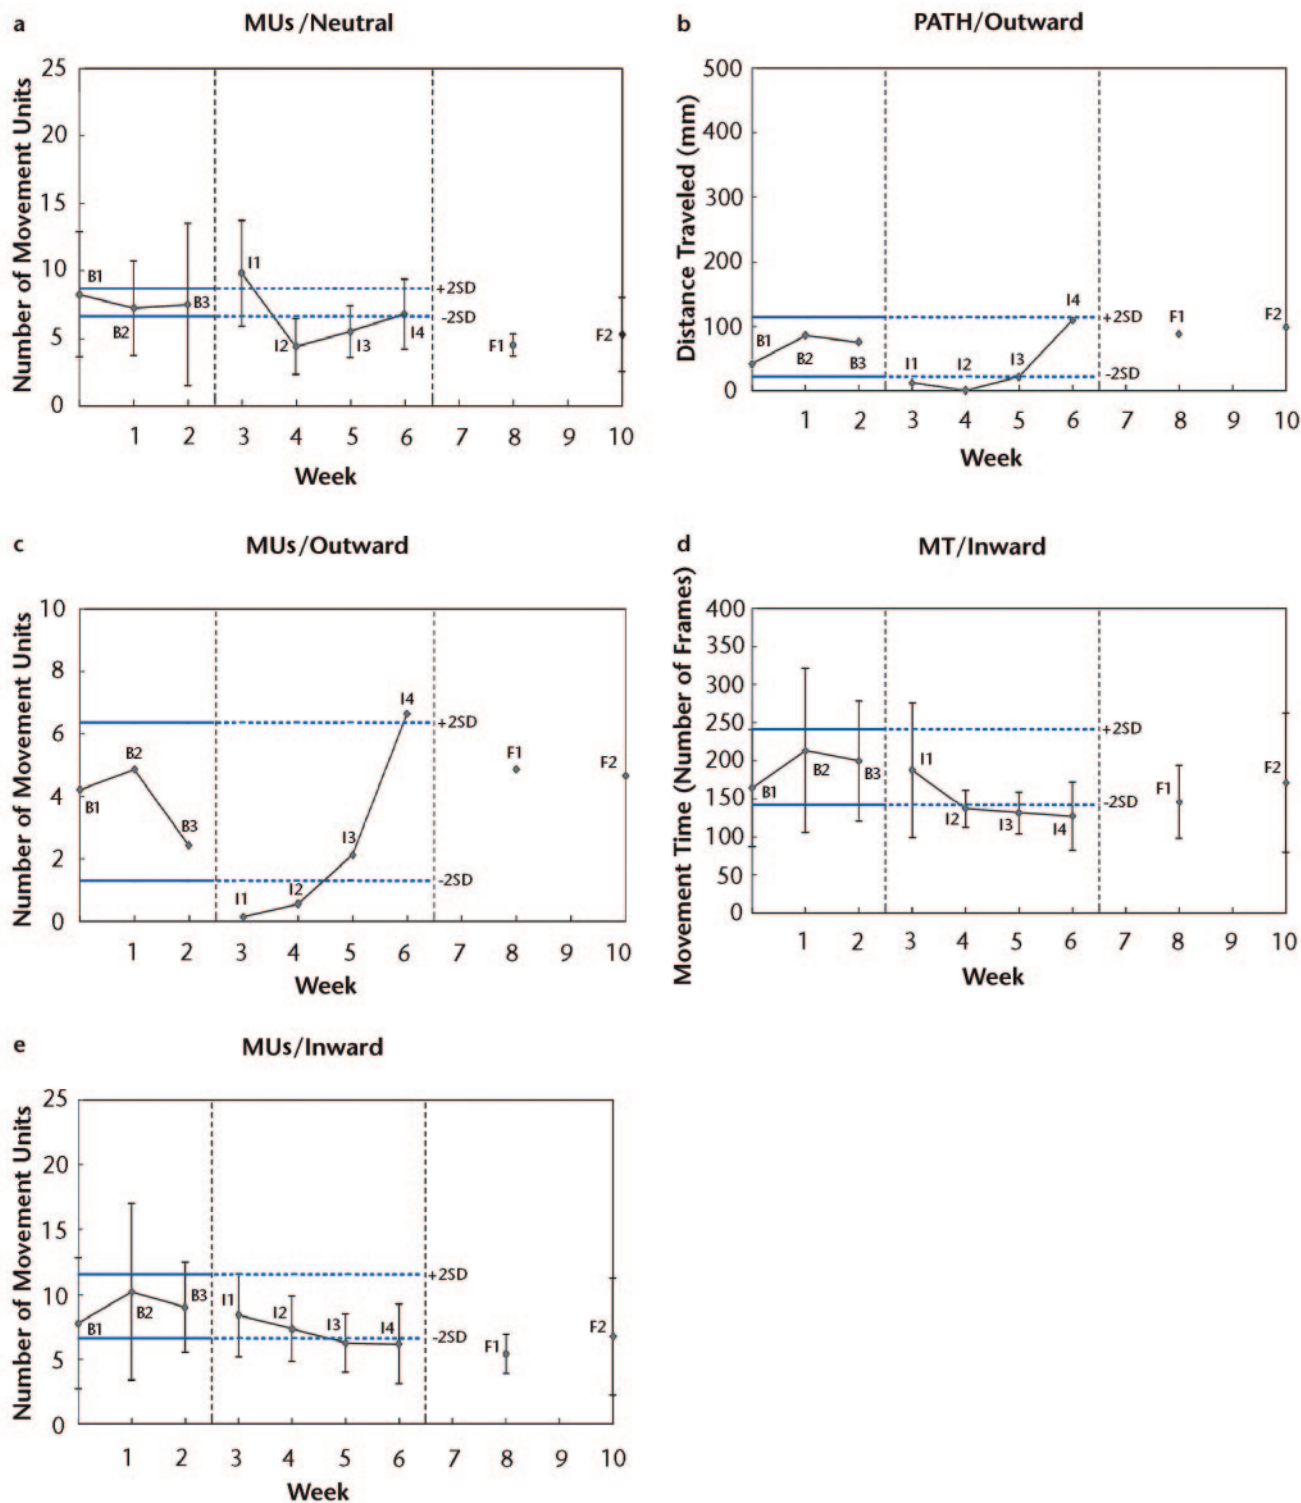 a
MUs/Neutral
Number of Movement Units
25
20
15
10
5
0
B1
B2
B3
I1
I2
I3
I4
+2SD
-2SD
F1
F2
1 2 3 4 5 6 7 8 9 10
Week
b
PATH/Outward
Distance Traveled (mm)
500
400
300
200
100
0
B1
B2
B3
I1
I2
I3
I4
+2SD
-2SD
F1
F2
1 2 3 4 5 6 7 8 9 10
Week
c
MUs/Outward
Number of Movement Units
10
8
6
4
2
0
B1
B2
B3
I1
I2
I3
I4
+2SD
-2SD
F1
F2
1 2 3 4 5 6 7 8 9 10
Week
d
MT/Inward
Movement Time (Number of Frames)
400
350
300
250
200
150
100
50
0
B1
B2
B3
I1
I2
I3
I4
+2SD
-2SD
F1
F2
1 2 3 4 5 6 7 8 9 10
Week
e
MUs/Inward
Number of Movement Units
25
20
15
10
5
0
B1
B2
B3
I1
I2
I3
I4
+2SD
-2SD
F1
F2
1 2 3 4 5 6 7 8 9 10
Week